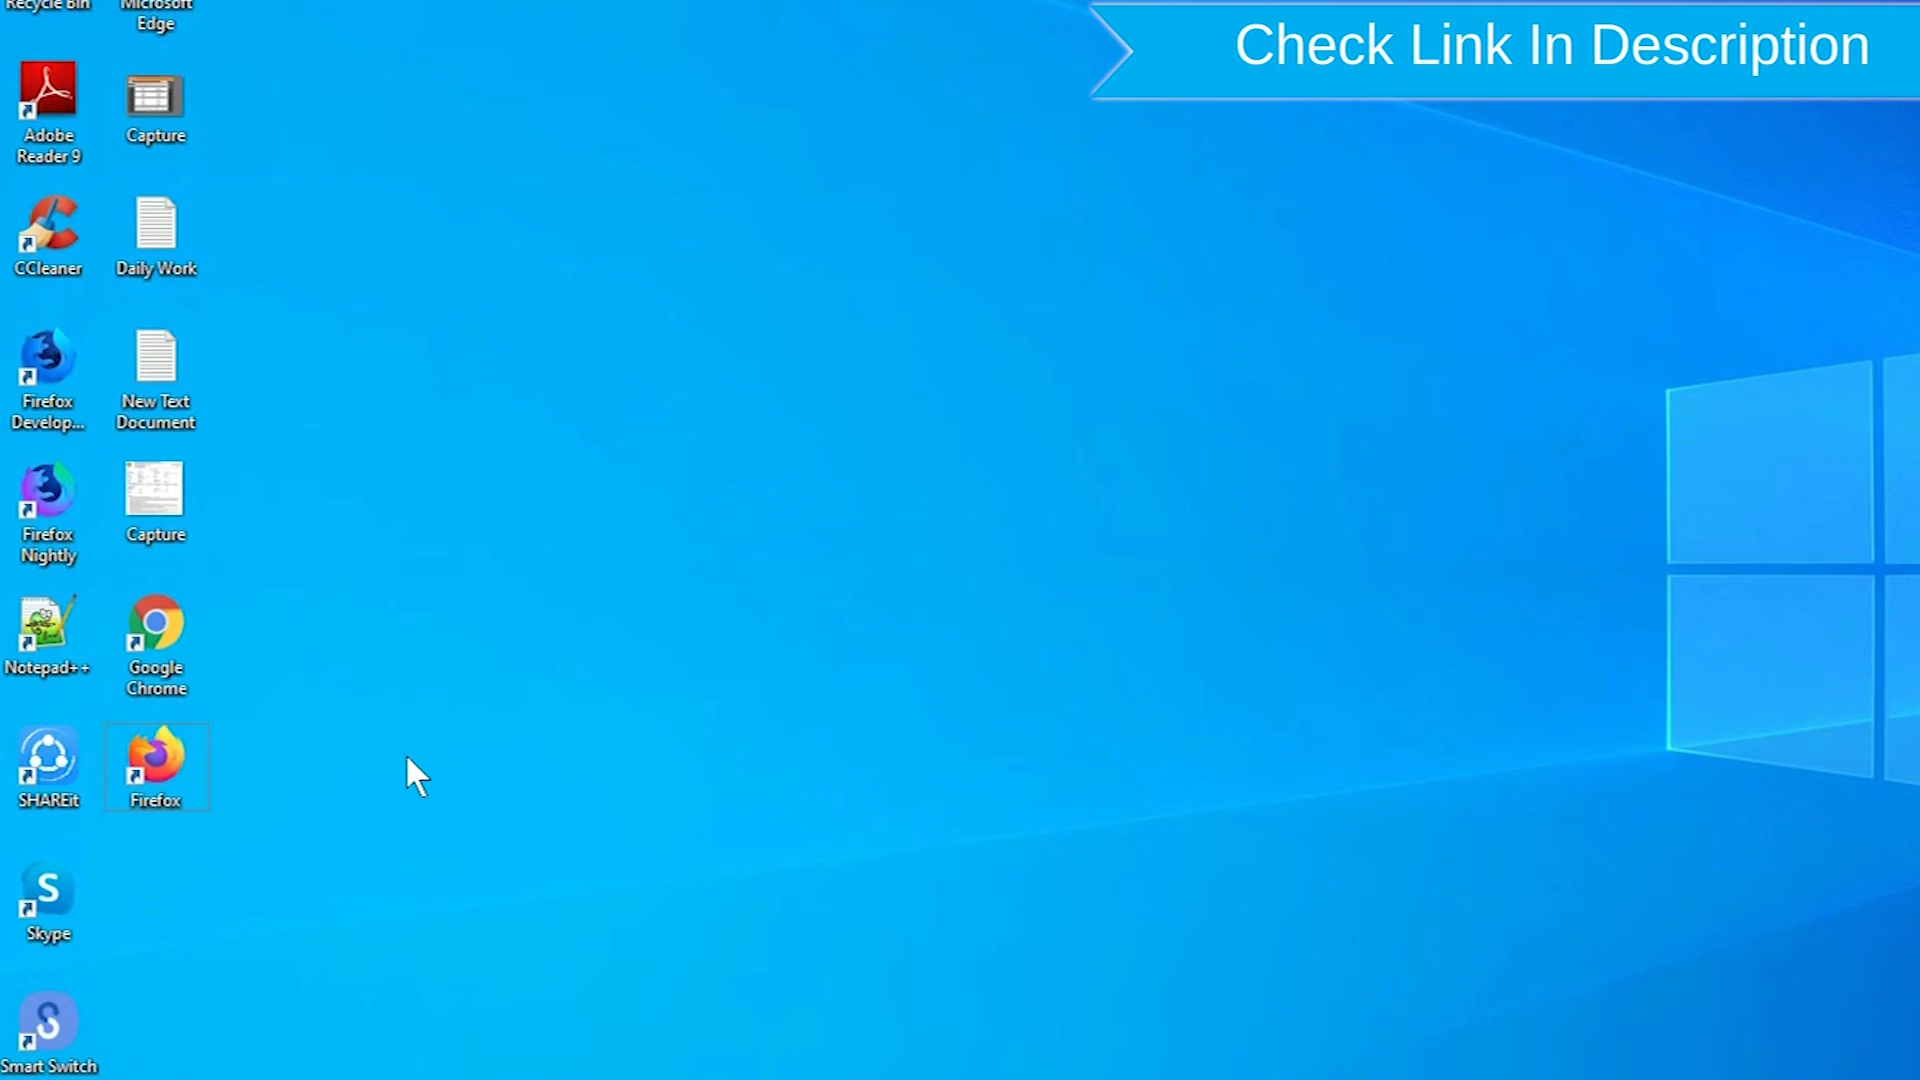 Recycle Bin
Microsoft
Edge
Check Link In Description
Adobe
Reader 9
Capture
CCleaner
Daily Work
Firefox
Develop...
New Text
Document
Firefox
Nightly
Capture
Notepad++
Google
Chrome
SHAREit
Firefox
Skype
Smart Switch